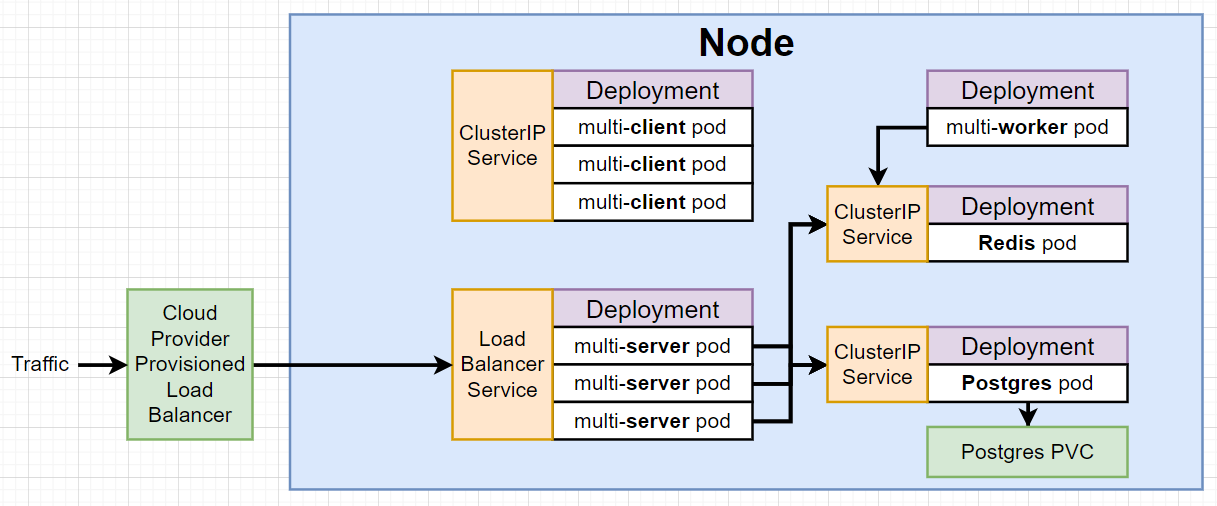 Node
ClusterIP
Service
Deployment
multi-client pod
multi-client pod
multi-client pod
Deployment
multi-worker pod
ClusterIP
Service
Deployment
Redis pod
Traffic
Cloud
Provider
Provisioned
Load
Balancer
Load
Balancer
Service
Deployment
multi-server pod
multi-server pod
multi-server pod
ClusterIP
Service
Deployment
Postgres pod
Postgres PVC